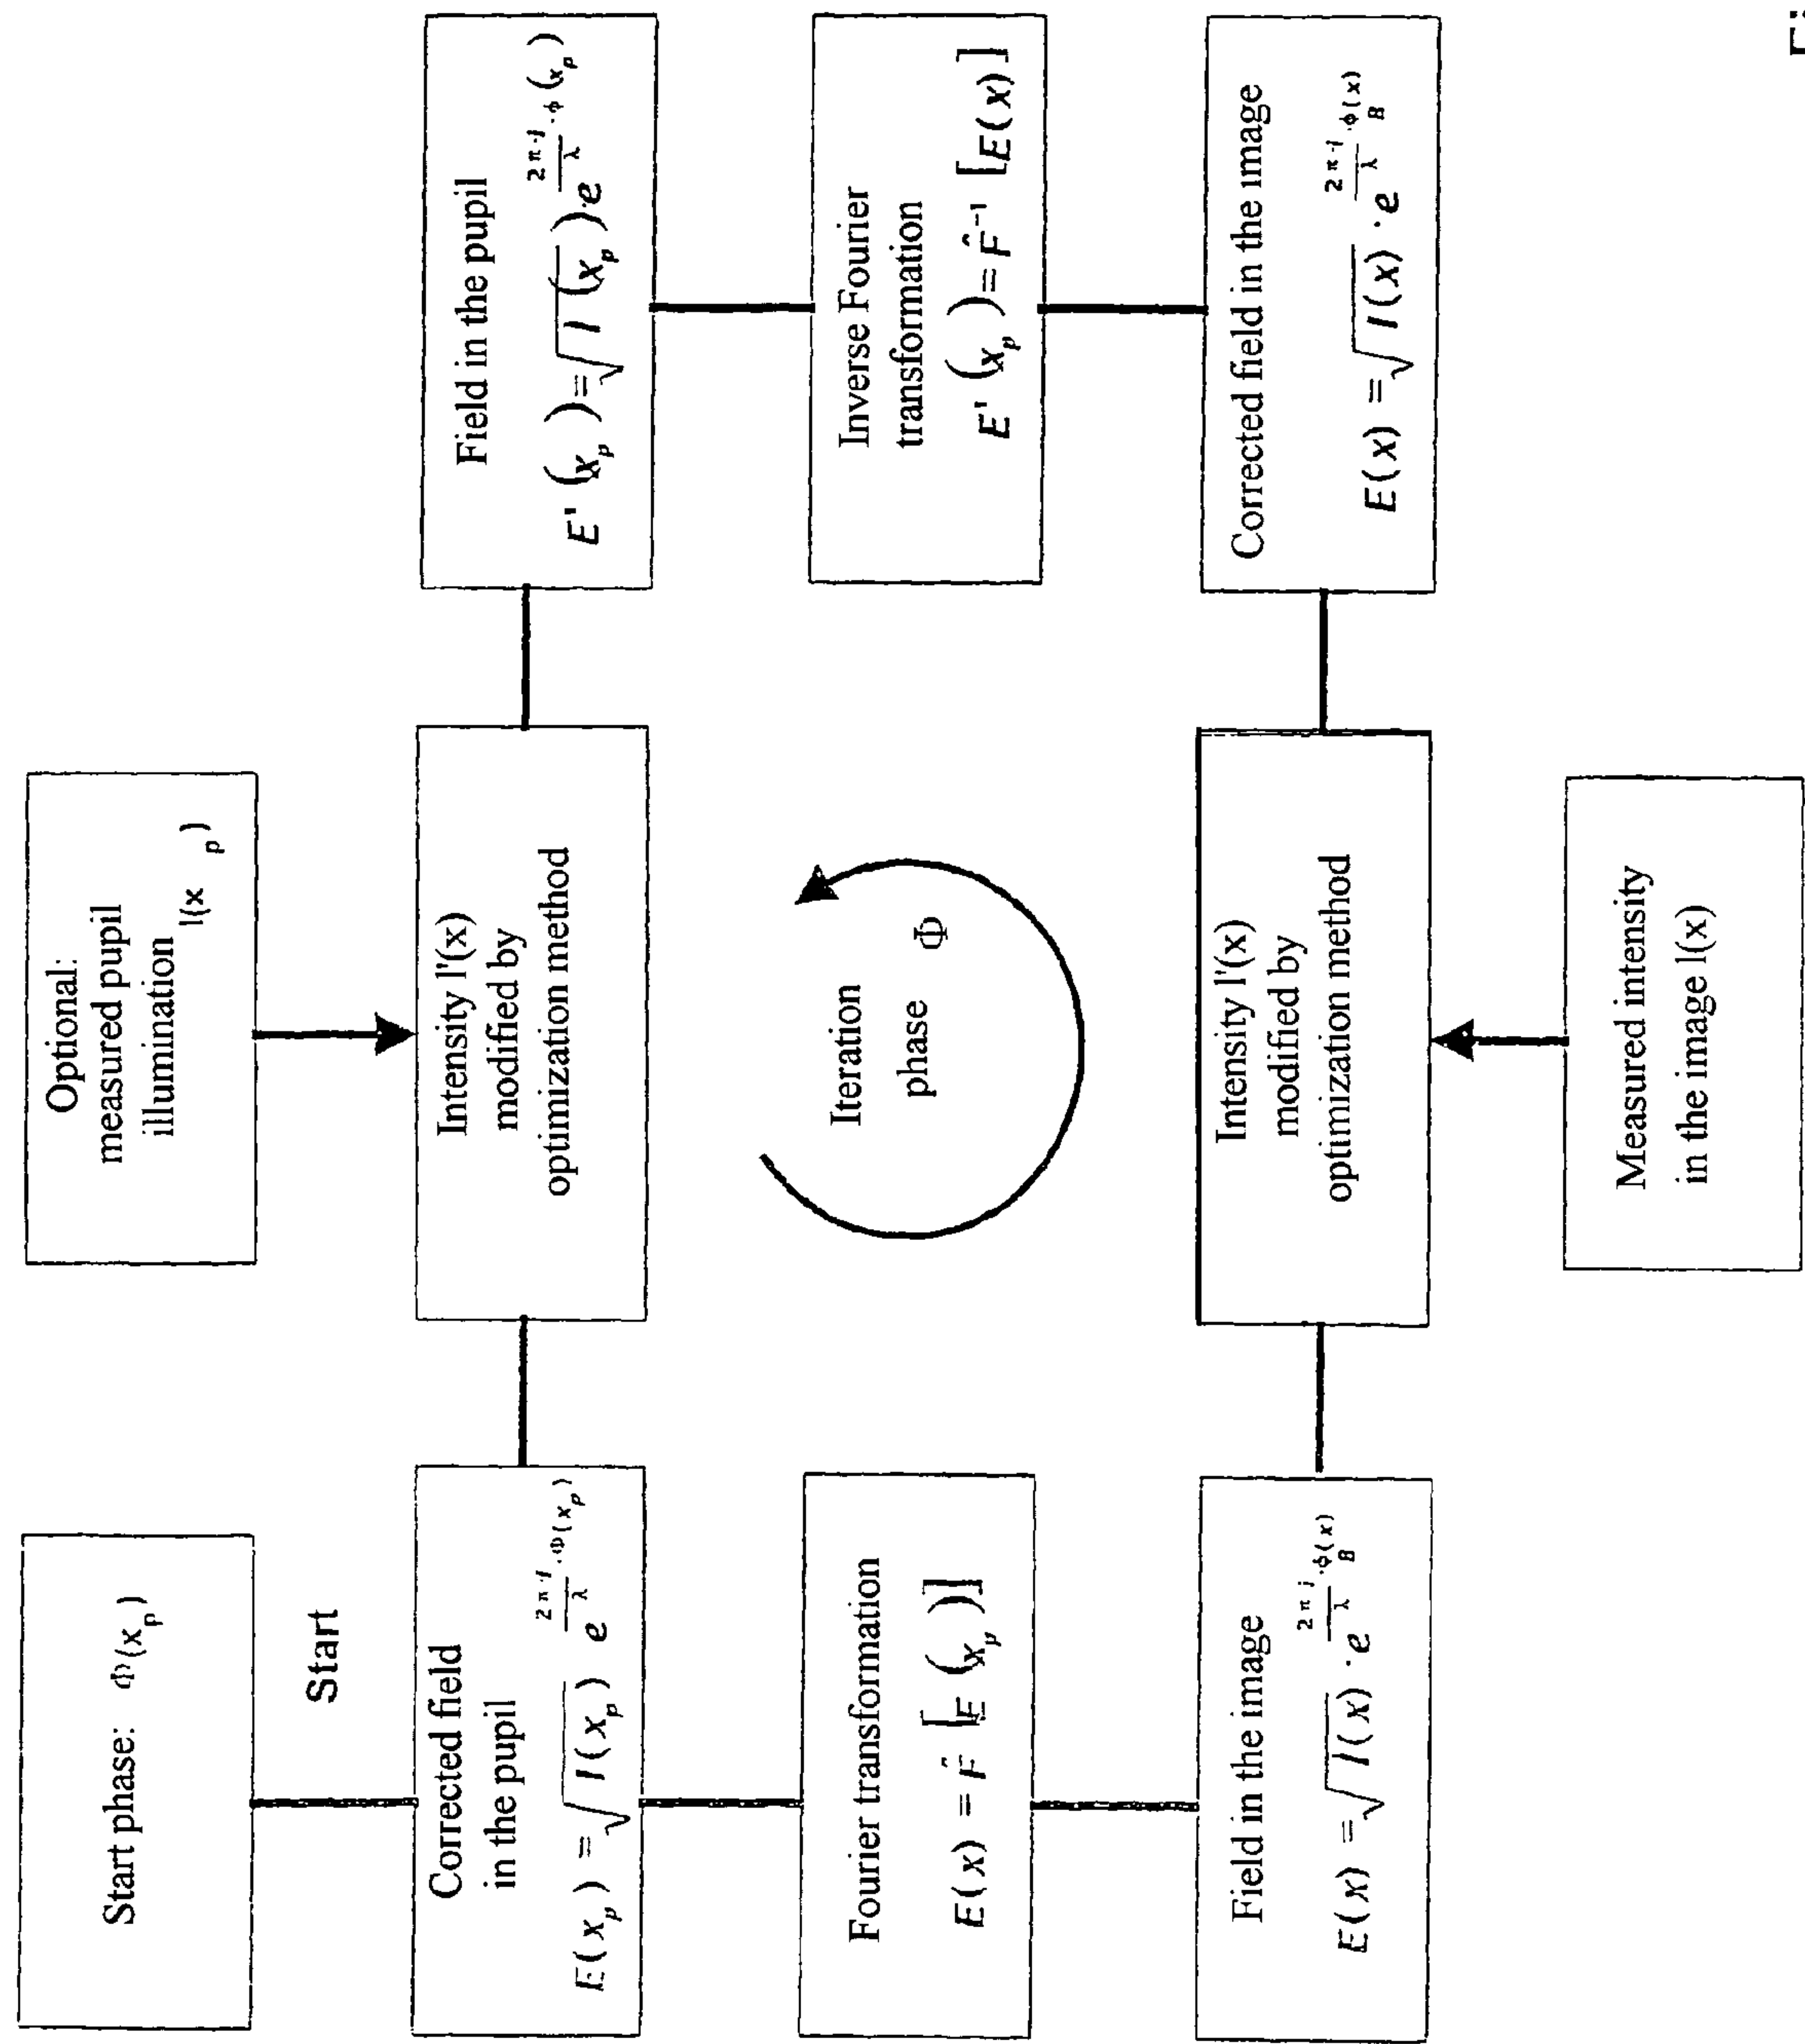 Start phase: Φ(x_p)
Optional:
measured pupil
illumination I(x_p)
Start
Corrected field
in the pupil
E(x_p) = √I(x_p) e^(2π·i/λ ·Φ(x_p))
Intensity I'(x)
modified by
optimization method
Field in the pupil
E'(x_p) = √I(x_p)·e^(2π·i/λ ·ϕ(x_p))
Fourier transformation
E(x) = F̂ [E(x_p)]
Iteration
phase Φ
Inverse Fourier
transformation
E'(x_p) = F̂⁻¹ [E(x)]
Field in the image
E(x) = √I(x) · e^(2π i/λ ·ϕ_B(x))
Intensity I'(x)
modified by
optimization method
Corrected field in the image
E(x) = √I(x) · e^(2π·i/λ ·ϕ_B(x))
Measured intensity
in the image I(x)